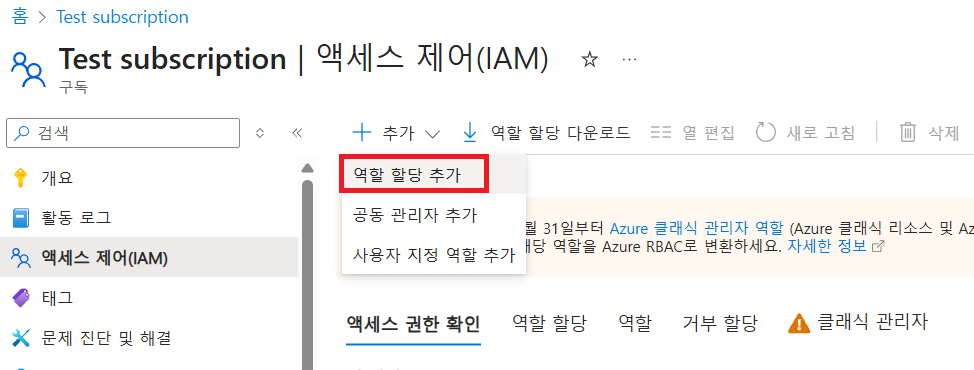 홈 > Test subscription
Test subscription | 액세스 제어(IAM)
구독
검색
추가
역할 할당 다운로드
열 편집
새로 고침
삭제
역할 할당 추가
공동 관리자 추가
사용자 지정 역할 추가
개요
활동 로그
액세스 제어(IAM)
태그
문제 진단 및 해결
월 31일부터 Azure 클래식 관리자 역할 (Azure 클래식 리소스 및
역할을 Azure RBAC로 변환하세요. 자세한 정보
액세스 권한 확인
역할 할당
역할
거부 할당
클래식 관리자